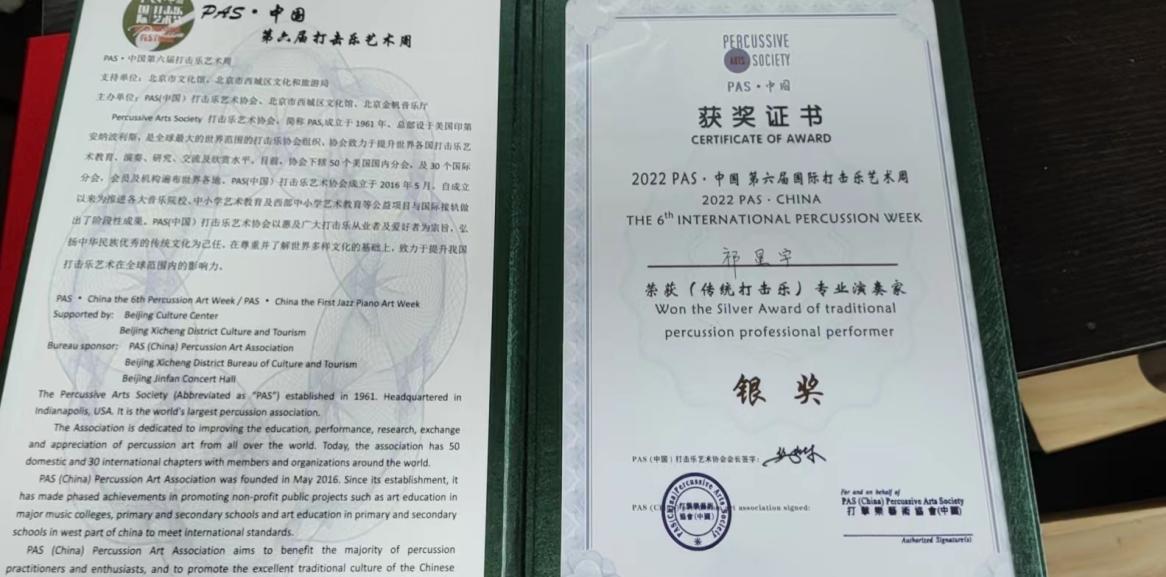 PAS·中国
第六届打击乐艺术周
PAS·中国第六届打击乐艺术周
支持单位：北京市文化馆、北京市西城区文化和旅游局
主办单位：PAS(中国）打击乐艺术协会、北京市西城区文化馆、北京金帆音乐厅
Percussive Arts Society 打击乐艺术协会，简称 PAS,成立于 1961 年、总部设于美国印第
安纳波利斯，是全球最大的世界范围的打击乐协会组织，协会致力于提升世界各国打击乐艺
术教育、演奏、研究、交流及欣赏水平。目前，协会下辖 50 个美国国内分会，及 30 个国际
分会，会员及机构遍布世界各地。PAS(中国）打击乐艺术协会成立于 2016 年 5 月，自成立
以来为推进各大音乐院校、中小学艺术教育及西部中小学艺术教育等公益项目与国际接轨做
出了阶段性成果。PAS(中国）打击乐艺术协会以惠及广大打击乐从业者及爱好者为宗旨，弘
扬中华民族优秀的传统文化为己任，在尊重并了解世界多样文化的基础上，致力于提升我国
打击乐艺术在全球范围内的影响力。
PAS • China the 6th Percussion Art Week / PAS • China the First Jazz Piano Art Week
Supported by: Beijing Culture Center
Beijing Xicheng District Culture and Tourism
Bureau sponsor: PAS (China) Percussion Art Association
Beijing Xicheng District Bureau of Culture and Tourism
Beijing Jinfan Concert Hall
The Percussive Arts Society (Abbreviated as "PAS") established in 1961. Headquartered in
Indianapolis, USA. It is the world's largest percussion association.
The Association is dedicated to improving the education, performance, research, exchange
and appreciation of percussion art from all over the world. Today, the association has 50
domestic and 30 international chapters with members and organizations around the world.
PAS (China) Percussion Art Association was founded in May 2016. Since its establishment, it
has made phased achievements in promoting non-profit public projects such as art education in
major music colleges, primary and secondary schools and art education in primary and secondary
schools in west part of china to meet international standards.
PAS (China) Percussion Art Association aims to benefit the majority of percussion
practitioners and enthusiasts, and to promote the excellent traditional culture of the Chinese
PERCUSSIVE
ARTS SOCIETY
PAS·中国
获奖证书
CERTIFICATE OF AWARD
2022 PAS·中国 第六届国际打击乐艺术周
2022 PAS·CHINA
THE 6th INTERNATIONAL PERCUSSION WEEK
祁星宇
荣获（传统打击乐）专业演奏家
Won the Silver Award of traditional
percussion professional performer
银 奖
PAS（中国）打击乐艺术协会会长签字：
PAS (C
t association signed:
PAS(China)Percussive Arts Society
打擊樂藝術
協會(中國)
For and on behalf of
PAS (China) Percussive Arts Society
打擊樂藝術協會(中國)
Authorized Signature(s)